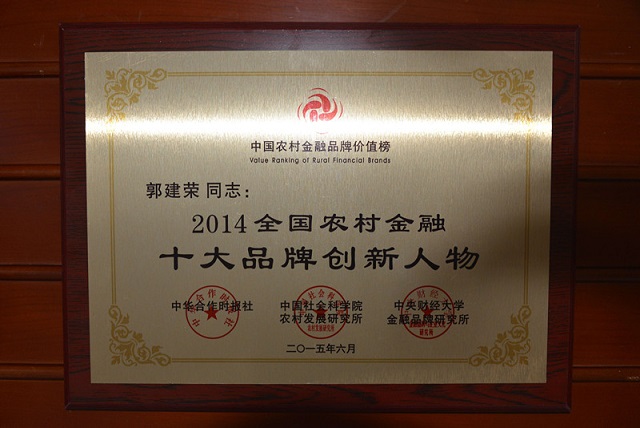 中国农村金融品牌价值榜
Value Ranking of Rural Financial Brands
郭建荣 同志：
2014全国农村金融
十大品牌创新人物
中华合作时报社 中国社会科学院 中央财经大学
农村发展研究所 金融品牌研究所
二〇一五年六月